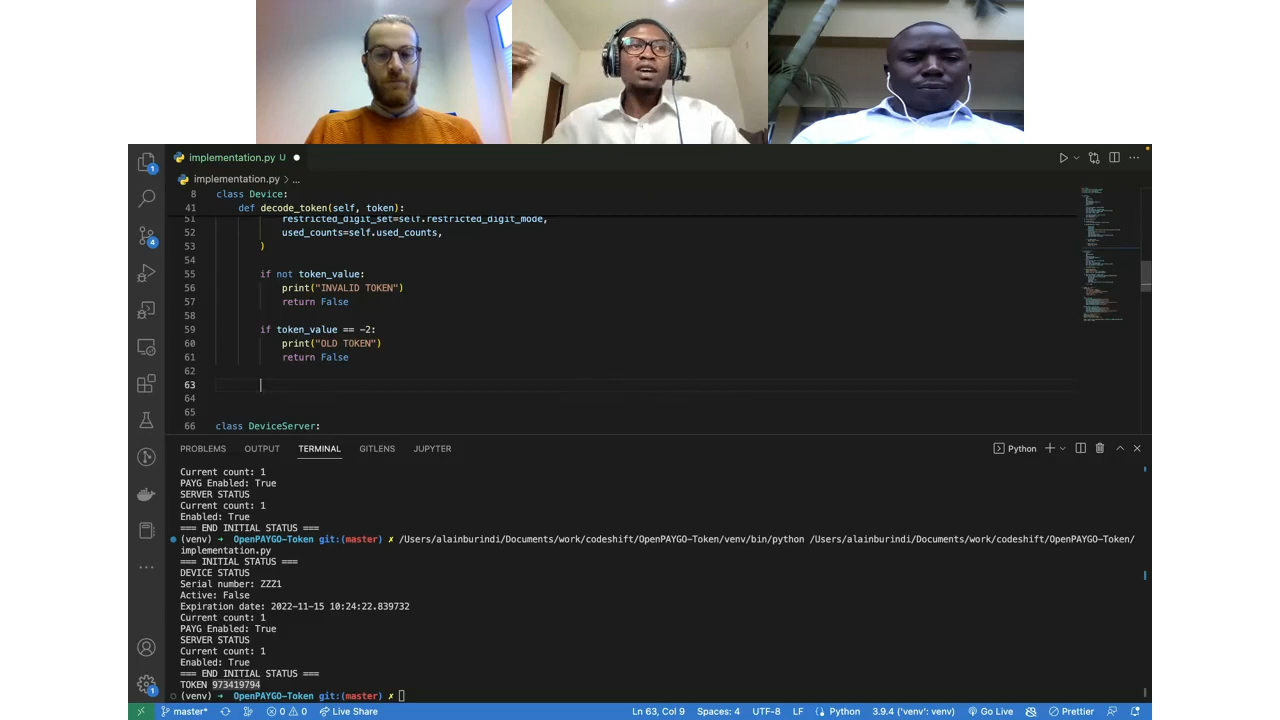 implementation.py U
implementation.py > ...
8 class Device:
41 def decode_token(self, token):
51 restricted_digit_set=self.restricted_digit_mode,
52 used_counts=self.used_counts,
53 )
54
55 if not token_value:
56 print("INVALID TOKEN")
57 return False
58
59 if token_value == -2:
60 print("OLD TOKEN")
61 return False
62
63
64
65
66 class DeviceServer:
PROBLEMS OUTPUT TERMINAL GITLENS JUPYTER Python
Current count: 1
PAYG Enabled: True
SERVER STATUS
Current count: 1
Enabled: True
=== END INITIAL STATUS ===
(venv) ➜ OpenPAYGO-Token git:(master) ✗ /Users/alainburindi/Documents/work/codeshift/OpenPAYGO-Token/venv/bin/python /Users/alainburindi/Documents/work/codeshift/OpenPAYGO-Token/
implementation.py
=== INITIAL STATUS ===
DEVICE STATUS
Serial number: ZZZ1
Active: False
Expiration date: 2022-11-15 10:24:22.839732
Current count: 1
PAYG Enabled: True
SERVER STATUS
Current count: 1
Enabled: True
=== END INITIAL STATUS ===
TOKEN 973419794
(venv) ➜ OpenPAYGO-Token git:(master) ✗
1
4
1
master* 0 0 Live Share Ln 63, Col 9 Spaces: 4 UTF-8 LF Python 3.9.4 ('venv': venv) Go Live Prettier